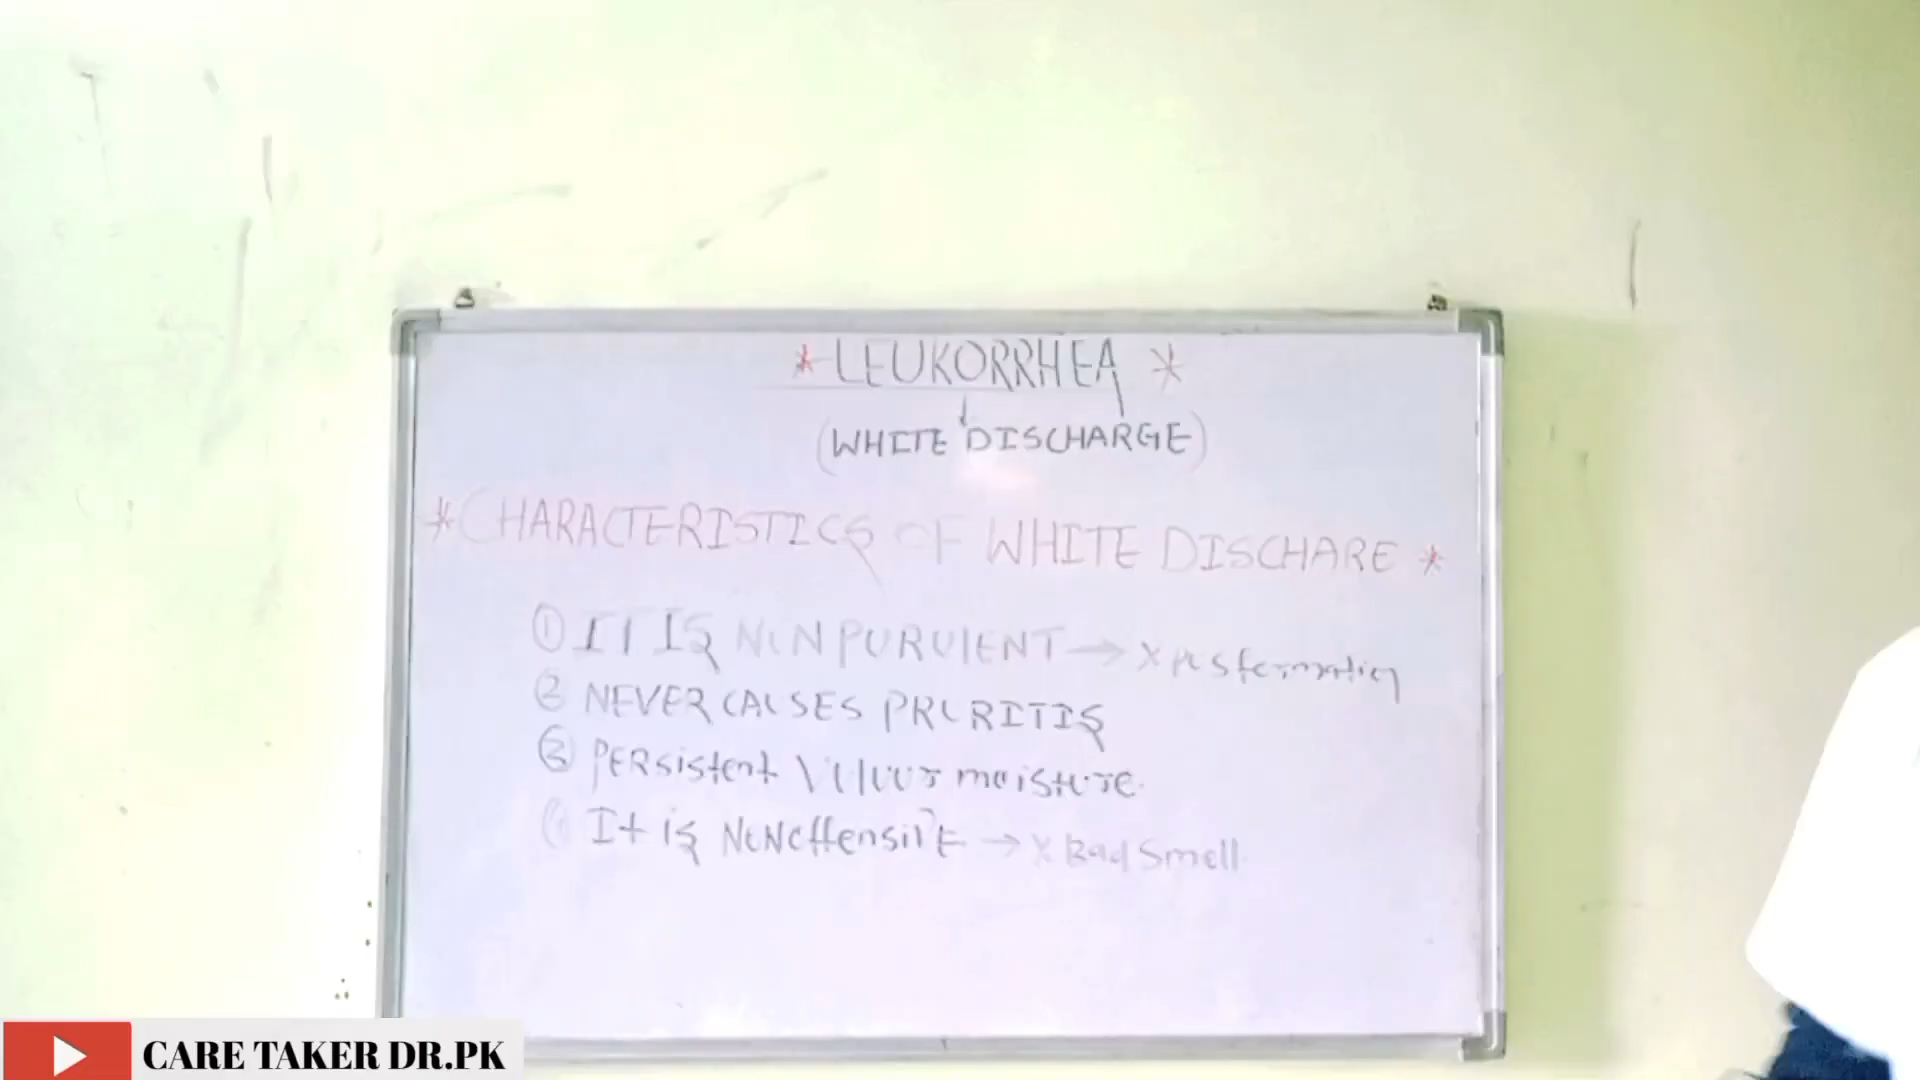 *LEUKORRHEA *
(WHITE DISCHARGE)
*CHARACTERISTICS OF WHITE DISCHARE *
① IT IS NON PURULENT → X pus formation
② NEVER CAUSES PRURITIS
③ PERSistent Vulvar moisture.
④ It is NoNoffensive → X Bad Smell.
CARE TAKER DR.PK